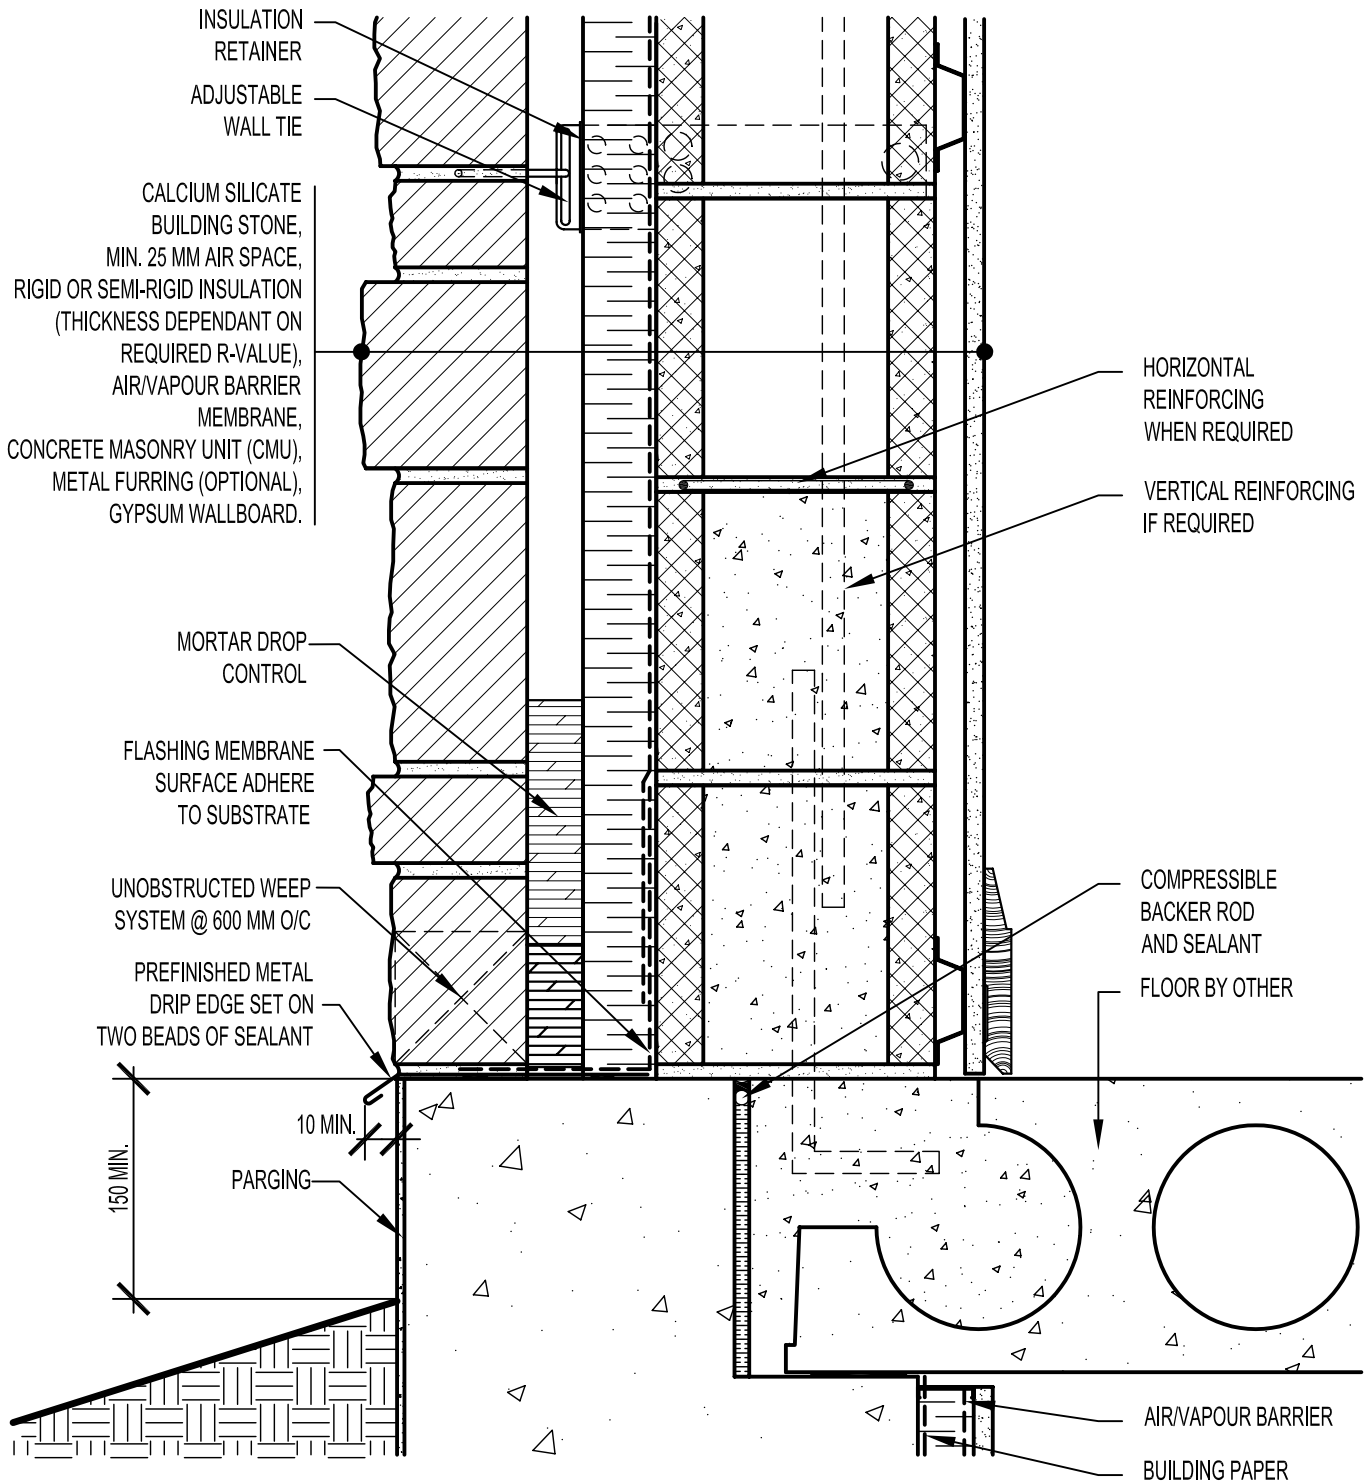 INSULATION
RETAINER
ADJUSTABLE
WALL TIE
CALCIUM SILICATE
BUILDING STONE,
MIN. 25 MM AIR SPACE,
RIGID OR SEMI-RIGID INSULATION
(THICKNESS DEPENDANT ON
REQUIRED R-VALUE),
AIR/VAPOUR BARRIER
MEMBRANE,
CONCRETE MASONRY UNIT (CMU),
METAL FURRING (OPTIONAL),
GYPSUM WALLBOARD.
MORTAR DROP
CONTROL
FLASHING MEMBRANE
SURFACE ADHERE
TO SUBSTRATE
UNOBSTRUCTED WEEP
SYSTEM @ 600 MM O/C
PREFINISHED METAL
DRIP EDGE SET ON
TWO BEADS OF SEALANT
10 MIN.
150 MIN.
PARGING
HORIZONTAL
REINFORCING
WHEN REQUIRED
VERTICAL REINFORCING
IF REQUIRED
COMPRESSIBLE
BACKER ROD
AND SEALANT
FLOOR BY OTHER
AIR/VAPOUR BARRIER
BUILDING PAPER